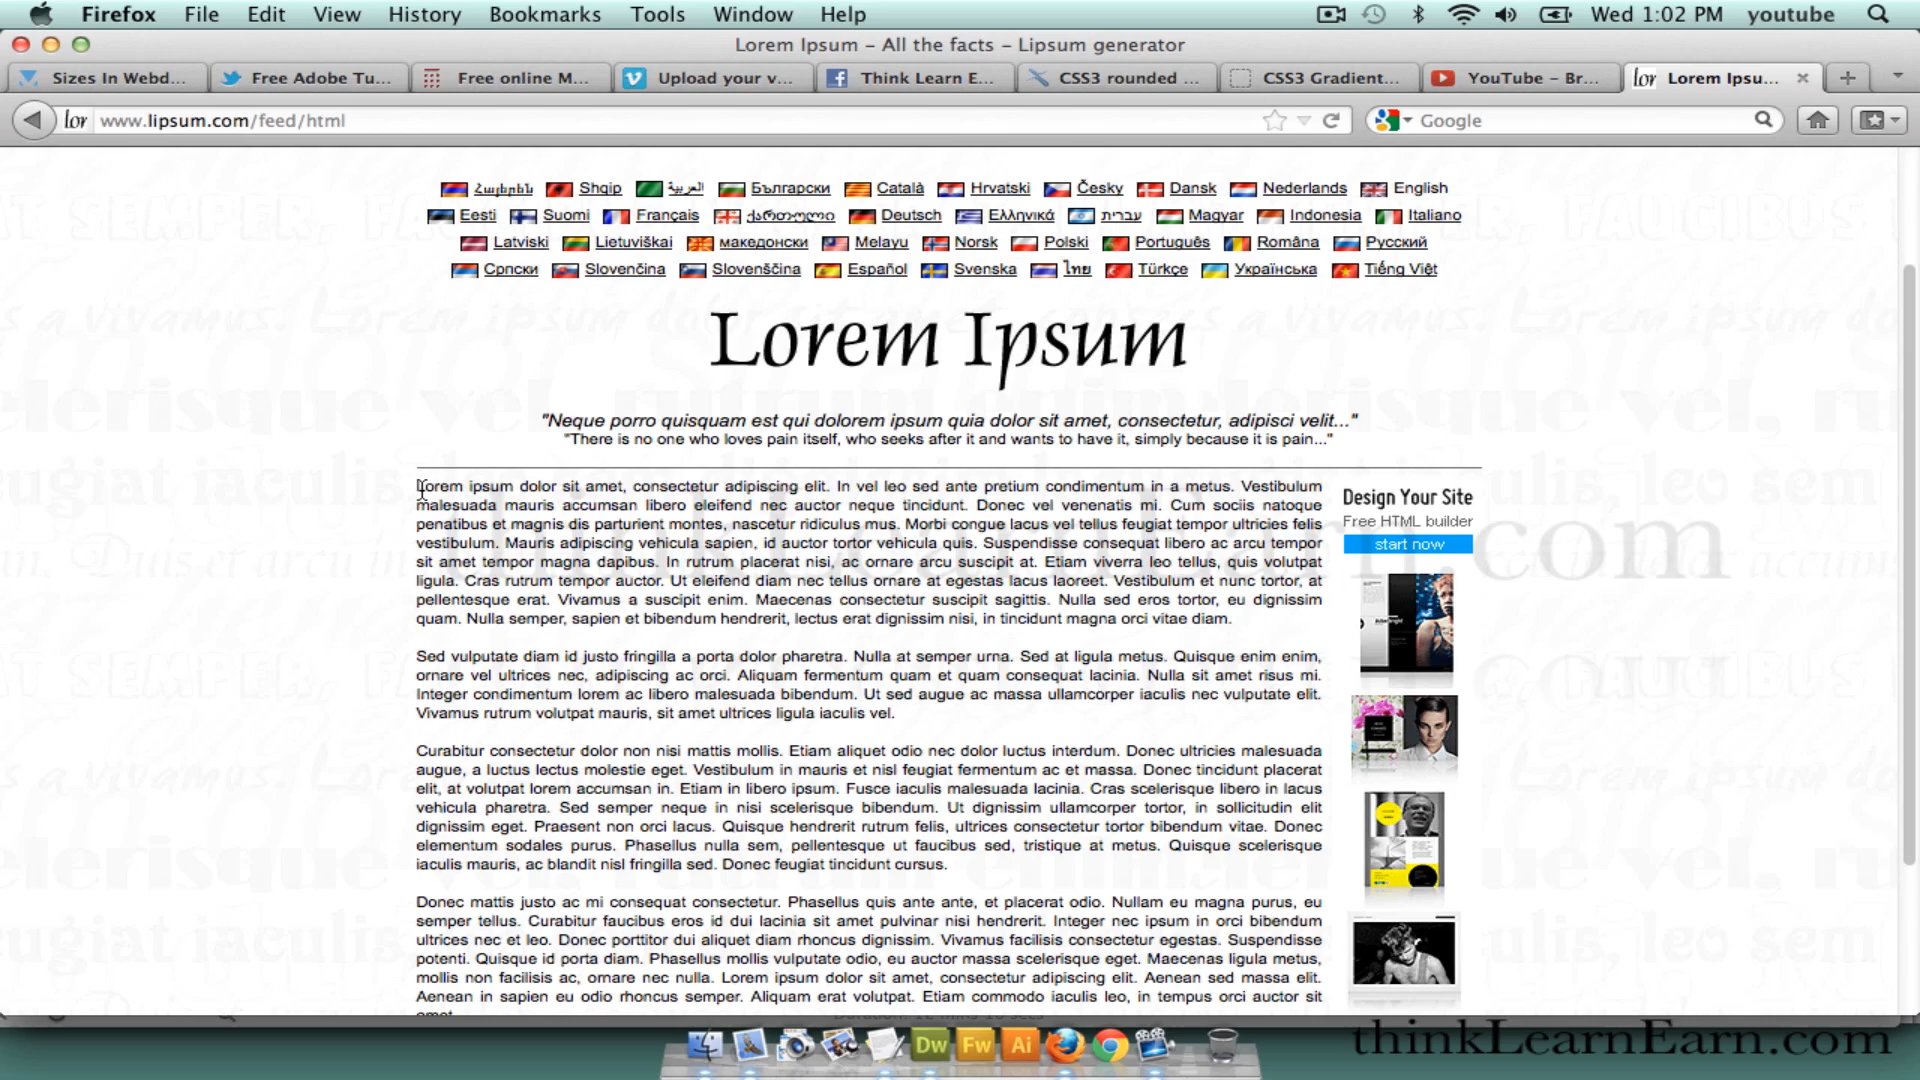 Firefox File Edit View History Bookmarks Tools Window Help Wed 1:02 PM youtube
Lorem Ipsum – All the facts – Lipsum generator
Sizes In Webd... Free Adobe Tu... Free online M... Upload your v... Think Learn E... CSS3 rounded ... CSS3 Gradient... YouTube – Br... lor Lorem Ipsu...
lor www.lipsum.com/feed/html Google
Հայերեն Shqip العربية Български Català Hrvatski Česky Dansk Nederlands English
Eesti Suomi Français ქართული Deutsch Ελληνικά עברית Magyar Indonesia Italiano
Latviski Lietuviškai македонски Melayu Norsk Polski Português Româna Русский
Српски Slovenčina Slovenščina Español Svenska ไทย Türkçe Українська Tiếng Việt
Lorem Ipsum
"Neque porro quisquam est qui dolorem ipsum quia dolor sit amet, consectetur, adipisci velit..."
"There is no one who loves pain itself, who seeks after it and wants to have it, simply because it is pain..."
Lorem ipsum dolor sit amet, consectetur adipiscing elit. In vel leo sed ante pretium condimentum in a metus. Vestibulum
malesuada mauris accumsan libero eleifend nec auctor neque tincidunt. Donec vel venenatis mi. Cum sociis natoque
penatibus et magnis dis parturient montes, nascetur ridiculus mus. Morbi congue lacus vel tellus feugiat tempor ultricies felis
vestibulum. Mauris adipiscing vehicula sapien, id auctor tortor vehicula quis. Suspendisse consequat libero ac arcu tempor
sit amet tempor magna dapibus. In rutrum placerat nisi, ac ornare arcu suscipit at. Etiam viverra leo tellus, quis volutpat
ligula. Cras rutrum tempor auctor. Ut eleifend diam nec tellus ornare at egestas lacus laoreet. Vestibulum et nunc tortor, at
pellentesque erat. Vivamus a suscipit enim. Maecenas consectetur suscipit sagittis. Nulla sed eros tortor, eu dignissim
quam. Nulla semper, sapien et bibendum hendrerit, lectus erat dignissim nisi, in tincidunt magna orci vitae diam.
Sed vulputate diam id justo fringilla a porta dolor pharetra. Nulla at semper urna. Sed at ligula metus. Quisque enim enim,
ornare vel ultrices nec, adipiscing ac orci. Aliquam fermentum quam et quam consequat lacinia. Nulla sit amet risus mi.
Integer condimentum lorem ac libero malesuada bibendum. Ut sed augue ac massa ullamcorper iaculis nec vulputate elit.
Vivamus rutrum volutpat mauris, sit amet ultrices ligula iaculis vel.
Curabitur consectetur dolor non nisi mattis mollis. Etiam aliquet odio nec dolor luctus interdum. Donec ultricies malesuada
augue, a luctus lectus molestie eget. Vestibulum in mauris et nisl feugiat fermentum ac et massa. Donec tincidunt placerat
elit, at volutpat lorem accumsan in. Etiam in libero ipsum. Fusce iaculis malesuada lacinia. Cras scelerisque libero in lacus
vehicula pharetra. Sed semper neque in nisi scelerisque bibendum. Ut dignissim ullamcorper tortor, in sollicitudin elit
dignissim eget. Praesent non orci lacus. Quisque hendrerit rutrum felis, ultrices consectetur tortor bibendum vitae. Donec
elementum sodales purus. Phasellus nulla sem, pellentesque ut faucibus sed, tristique at metus. Quisque scelerisque
iaculis mauris, ac blandit nisl fringilla sed. Donec feugiat tincidunt cursus.
Donec mattis justo ac mi consequat consectetur. Phasellus quis ante ante, et placerat odio. Nullam eu magna purus, eu
semper tellus. Curabitur faucibus eros id dui lacinia sit amet pulvinar nisi hendrerit. Integer nec ipsum in orci bibendum
ultrices nec et leo. Donec porttitor dui aliquet diam rhoncus dignissim. Vivamus facilisis consectetur egestas. Suspendisse
potenti. Quisque id porta diam. Phasellus mollis vulputate odio, eu auctor massa scelerisque eget. Maecenas ligula metus,
mollis non facilisis ac, ornare nec nulla. Lorem ipsum dolor sit amet, consectetur adipiscing elit. Aenean sed massa elit.
Aenean in sapien eu odio rhoncus semper. Aliquam erat volutpat. Etiam commodo iaculis leo, in tempus orci auctor sit
Design Your Site
Free HTML builder
start now
thinkLearnEarn.com
Dw Fw Ai
thinkLearnEarn.com